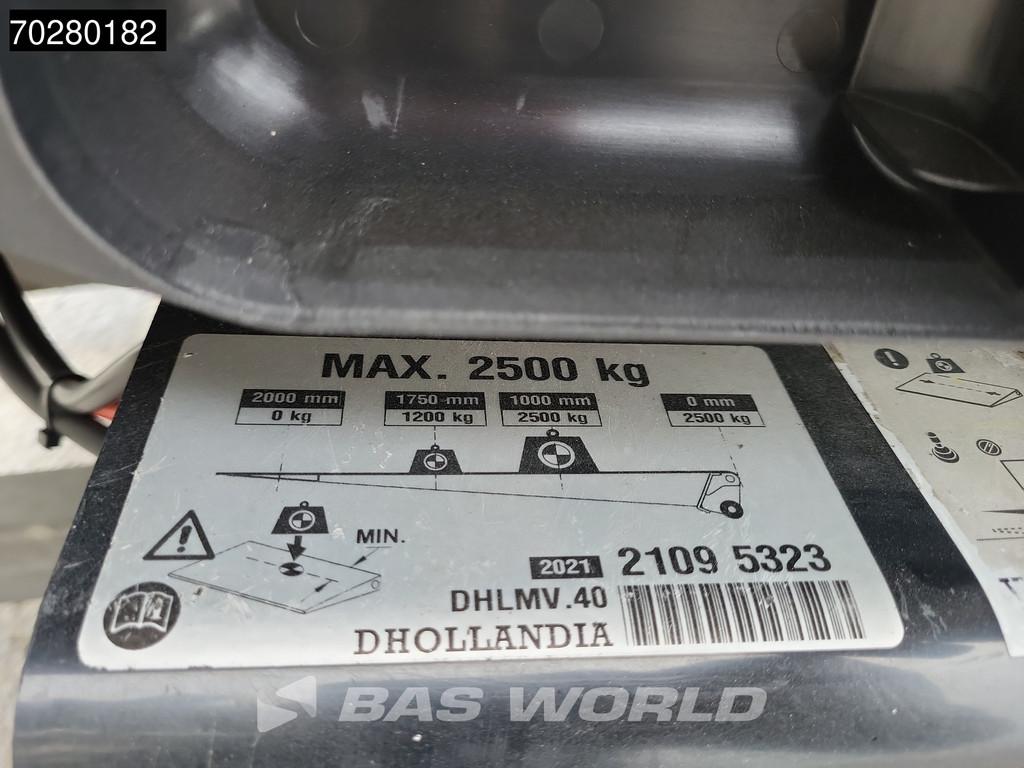 70280182
MAX. 2500 kg
2000 mm 1750 mm 1000 mm 0 mm
0 kg 1200 kg 2500 kg 2500 kg
MIN.
2021 2109 5323
DHLMV.40
DHOLLANDIA
BAS WORLD